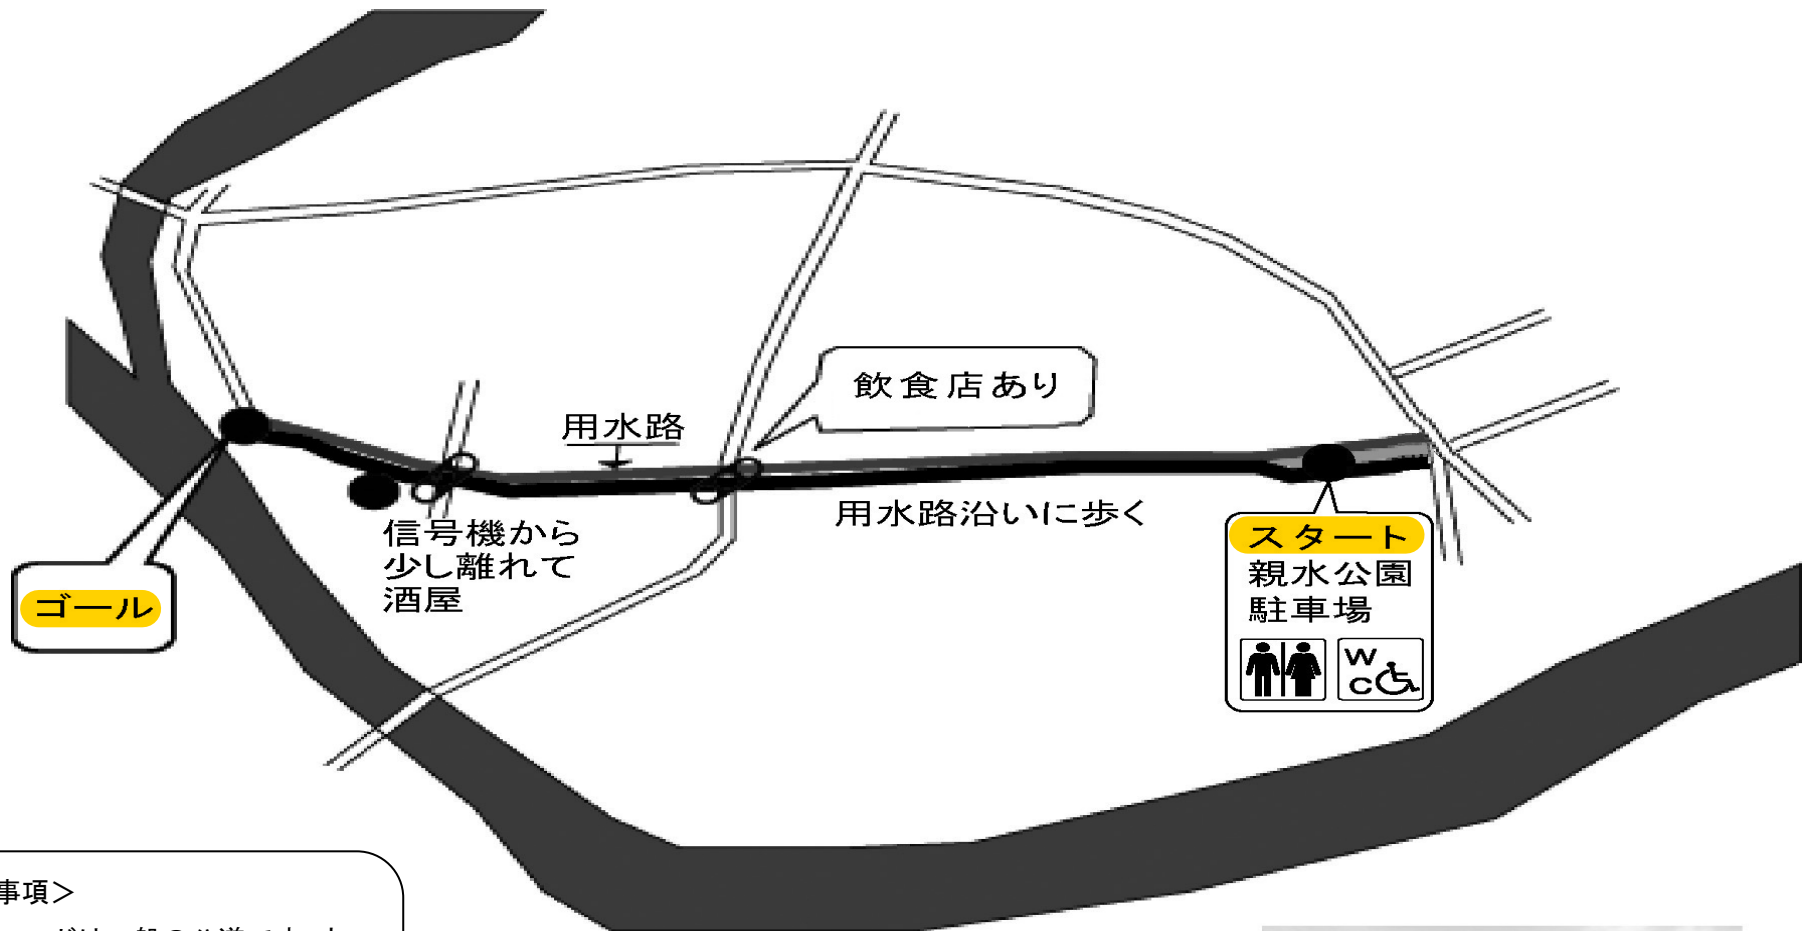 飲食店あり
用水路
用水路沿いに歩く
信号機から
少し離れて
酒屋
スタート
親水公園
駐車場
W
C
ゴール
事項＞